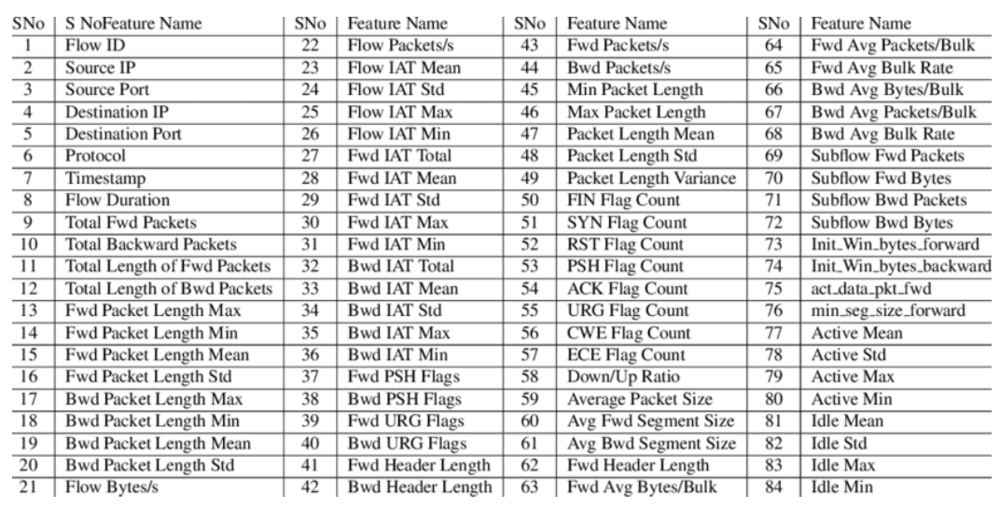 SNo S NoFeature Name SNo Feature Name SNo Feature Name SNo Feature Name
1 Flow ID 22 Flow Packets/s 43 Fwd Packets/s 64 Fwd Avg Packets/Bulk
2 Source IP 23 Flow IAT Mean 44 Bwd Packets/s 65 Fwd Avg Bulk Rate
3 Source Port 24 Flow IAT Std 45 Min Packet Length 66 Bwd Avg Bytes/Bulk
4 Destination IP 25 Flow IAT Max 46 Max Packet Length 67 Bwd Avg Packets/Bulk
5 Destination Port 26 Flow IAT Min 47 Packet Length Mean 68 Bwd Avg Bulk Rate
6 Protocol 27 Fwd IAT Total 48 Packet Length Std 69 Subflow Fwd Packets
7 Timestamp 28 Fwd IAT Mean 49 Packet Length Variance 70 Subflow Fwd Bytes
8 Flow Duration 29 Fwd IAT Std 50 FIN Flag Count 71 Subflow Bwd Packets
9 Total Fwd Packets 30 Fwd IAT Max 51 SYN Flag Count 72 Subflow Bwd Bytes
10 Total Backward Packets 31 Fwd IAT Min 52 RST Flag Count 73 Init_Win_bytes_forward
11 Total Length of Fwd Packets 32 Bwd IAT Total 53 PSH Flag Count 74 Init_Win_bytes_backward
12 Total Length of Bwd Packets 33 Bwd IAT Mean 54 ACK Flag Count 75 act_data_pkt_fwd
13 Fwd Packet Length Max 34 Bwd IAT Std 55 URG Flag Count 76 min_seg_size_forward
14 Fwd Packet Length Min 35 Bwd IAT Max 56 CWE Flag Count 77 Active Mean
15 Fwd Packet Length Mean 36 Bwd IAT Min 57 ECE Flag Count 78 Active Std
16 Fwd Packet Length Std 37 Fwd PSH Flags 58 Down/Up Ratio 79 Active Max
17 Bwd Packet Length Max 38 Bwd PSH Flags 59 Average Packet Size 80 Active Min
18 Bwd Packet Length Min 39 Fwd URG Flags 60 Avg Fwd Segment Size 81 Idle Mean
19 Bwd Packet Length Mean 40 Bwd URG Flags 61 Avg Bwd Segment Size 82 Idle Std
20 Bwd Packet Length Std 41 Fwd Header Length 62 Fwd Header Length 83 Idle Max
21 Flow Bytes/s 42 Bwd Header Length 63 Fwd Avg Bytes/Bulk 84 Idle Min